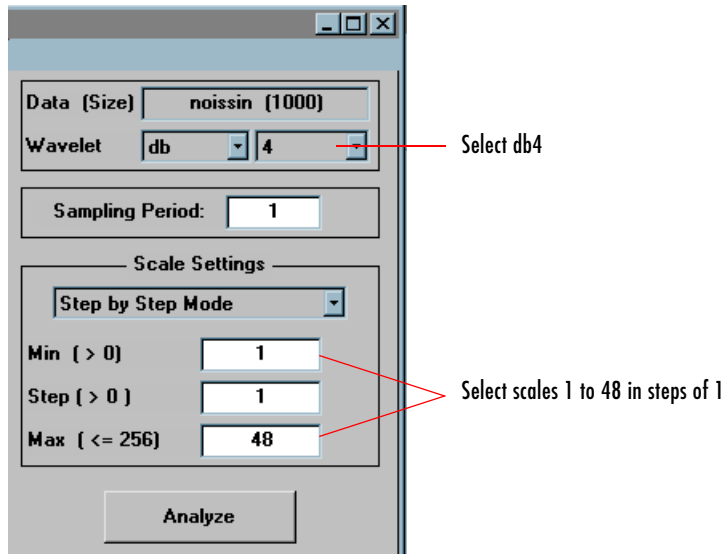 Data (Size) noissin (1000)
Wavelet db 4
Select db4
Sampling Period: 1
Scale Settings
Step by Step Mode
Min ( > 0) 1
Step ( > 0 ) 1
Select scales 1 to 48 in steps of 1
Max ( <= 256) 48
Analyze